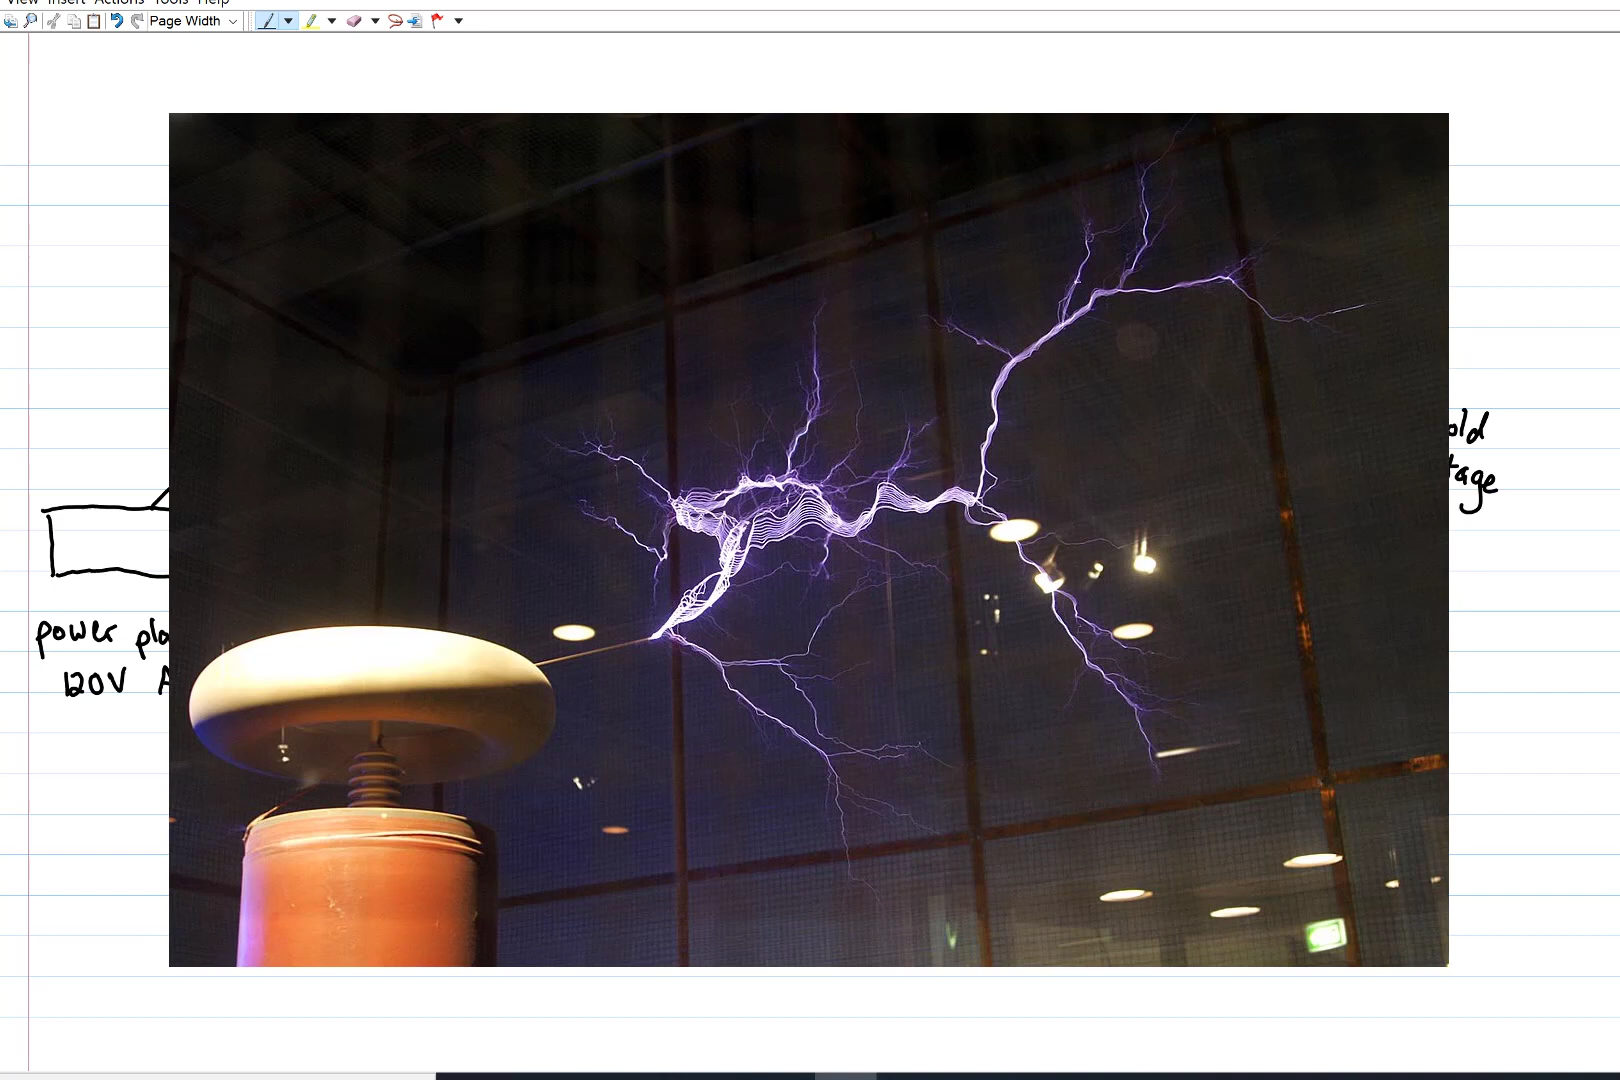 View Insert Actions Tools Help
Page Width
old
tage
power pla
120V A